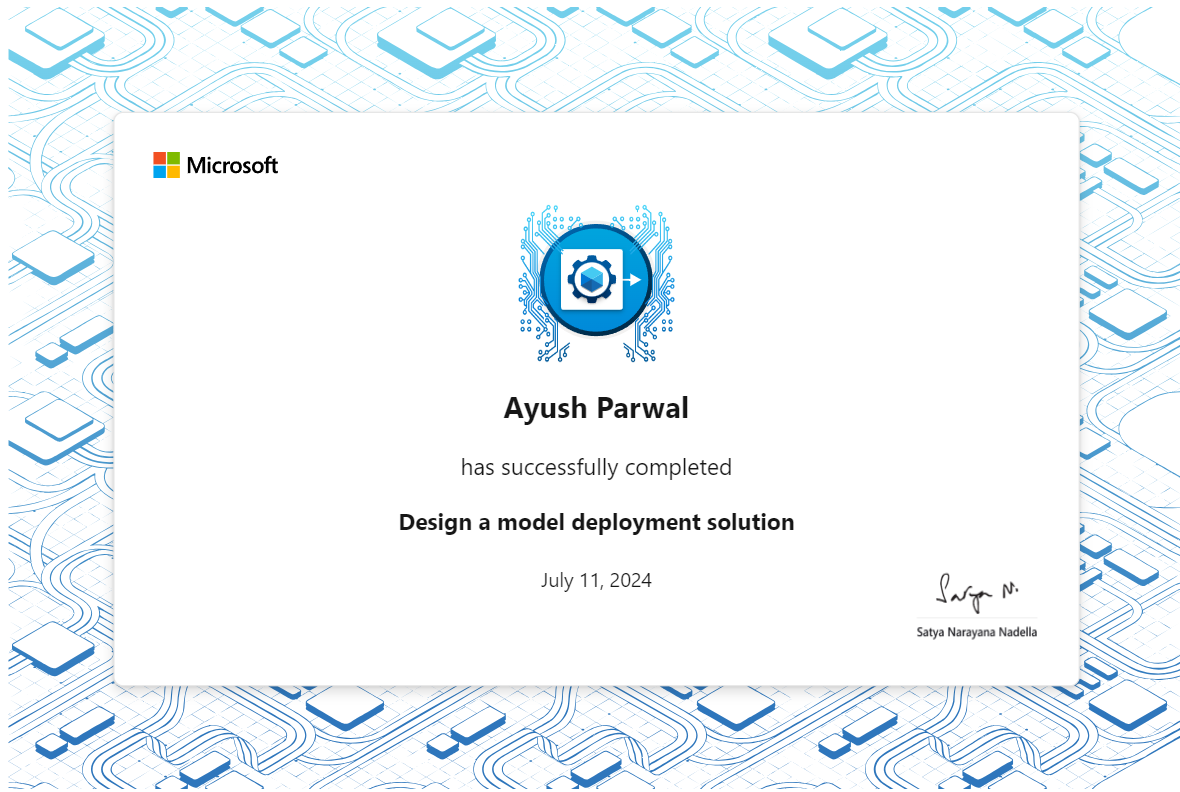 Microsoft
Ayush Parwal
has successfully completed
Design a model deployment solution
July 11, 2024
Satya N.
Satya Narayana Nadella